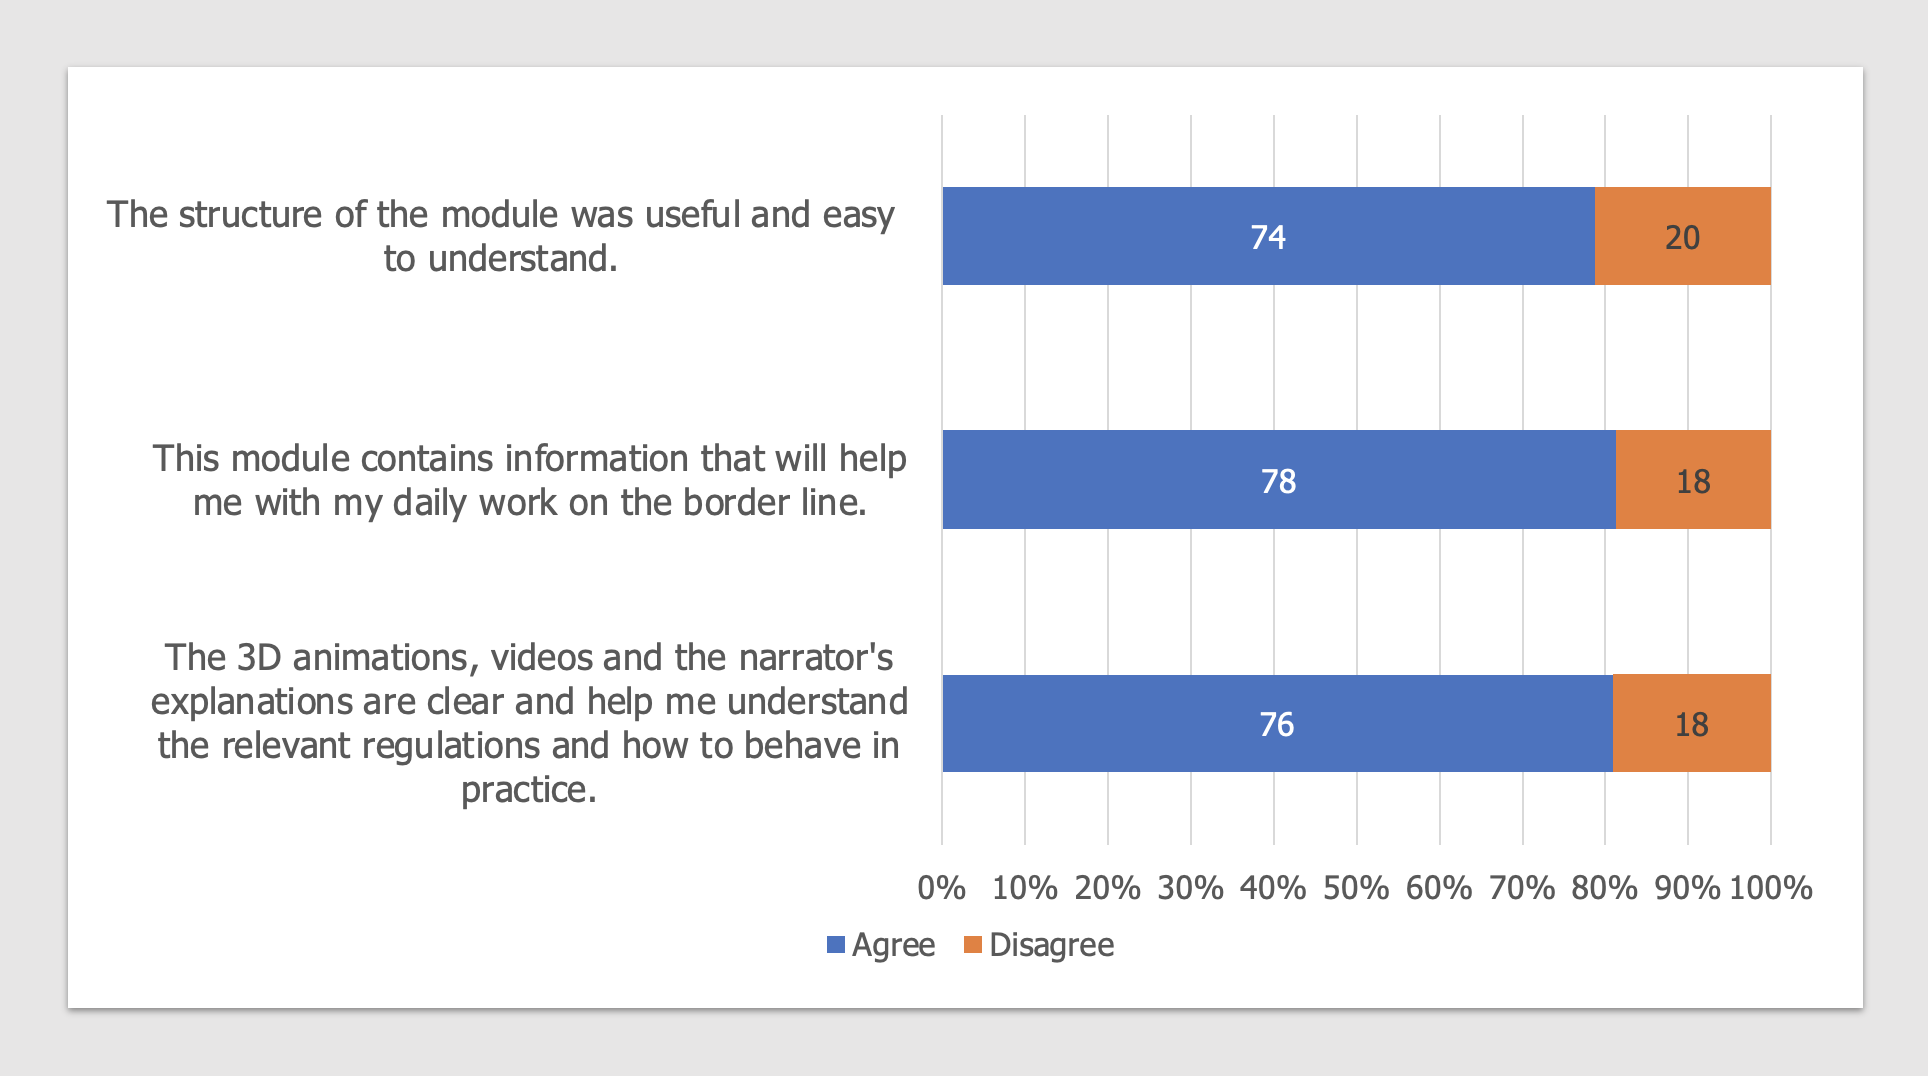 The structure of the module was useful and easy
to understand.
74
20
This module contains information that will help
me with my daily work on the border line.
78
18
The 3D animations, videos and the narrator's
explanations are clear and help me understand
the relevant regulations and how to behave in
practice.
76
18
0% 10% 20% 30% 40% 50% 60% 70% 80% 90% 100%
Agree Disagree